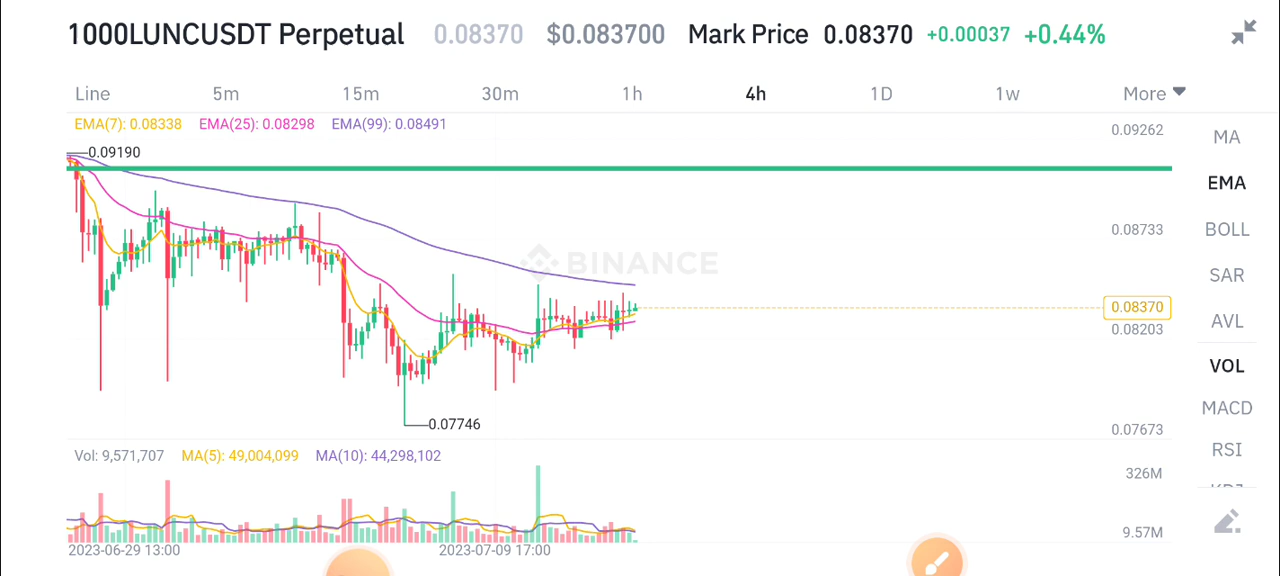 1000LUNCUSDT Perpetual 0.08370 $0.083700 Mark Price 0.08370 +0.00037 +0.44%
Line 5m 15m 30m 1h 4h 1D 1w More
EMA(7): 0.08338 EMA(25): 0.08298 EMA(99): 0.08491
0.09262
MA
0.09190
EMA
BOLL
0.08733
BINANCE
SAR
0.08370
AVL
0.08203
VOL
MACD
0.07746
0.07673
RSI
Vol: 9,571,707 MA(5): 49,004,099 MA(10): 44,298,102
326M
9.57M
2023-06-29 13:00 2023-07-09 17:00